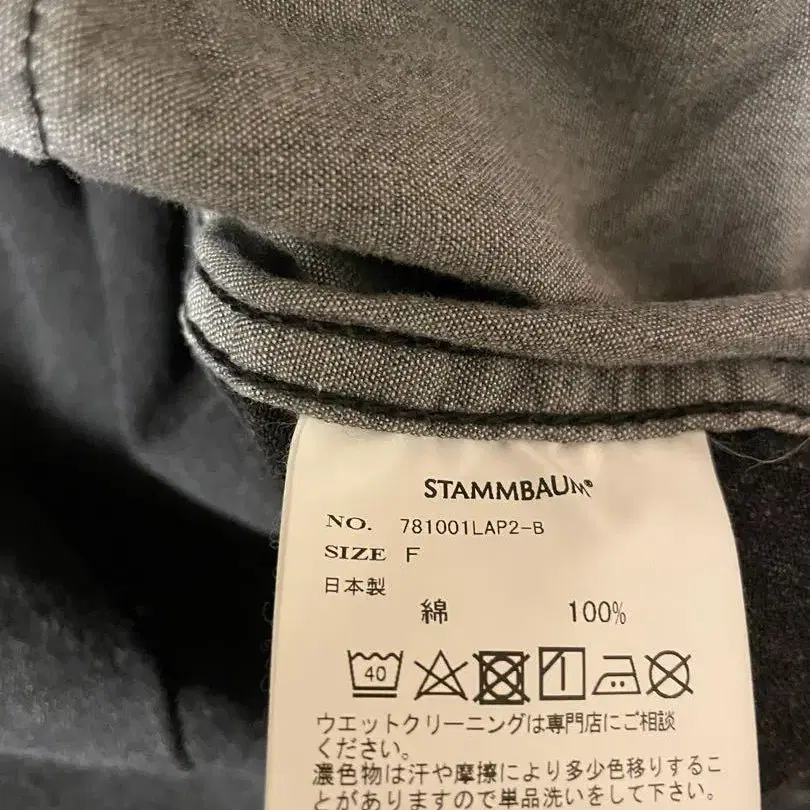 STAMMBAUM®
NO. 781001LAP2-B
SIZE F
日本製
綿 100%
40
ウエットクリーニングは専門店にご相談
ください。
濃色物は汗や摩擦により多少色移りするこ
とがありますので単品洗いをして下さい。